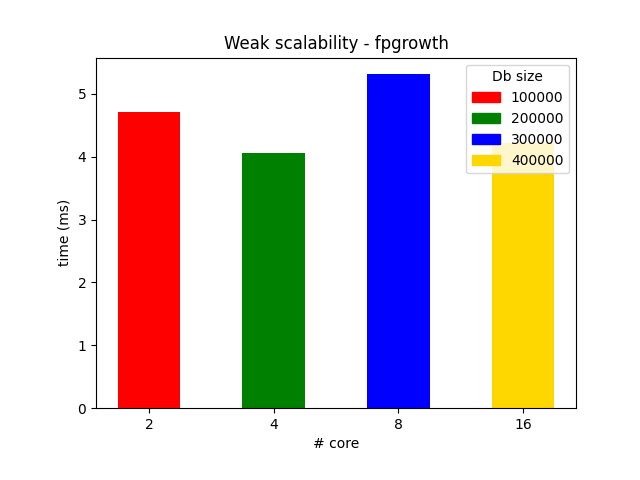 Weak scalability - fpgrowth
Db size
100000
200000
300000
400000
5
4
3
2
1
0
time (ms)
2 4 8 16
# core